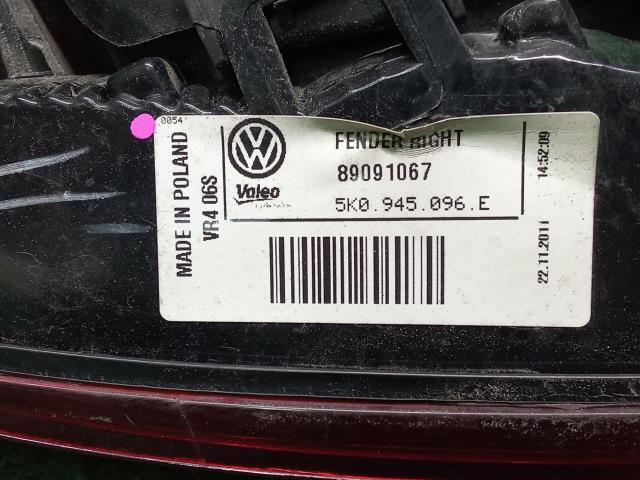 0054
MADE IN POLAND
VR4 06S
Valeo
FENDER RIGHT
89091067
5K0.945.096.E
22.11.2011 14:52:09